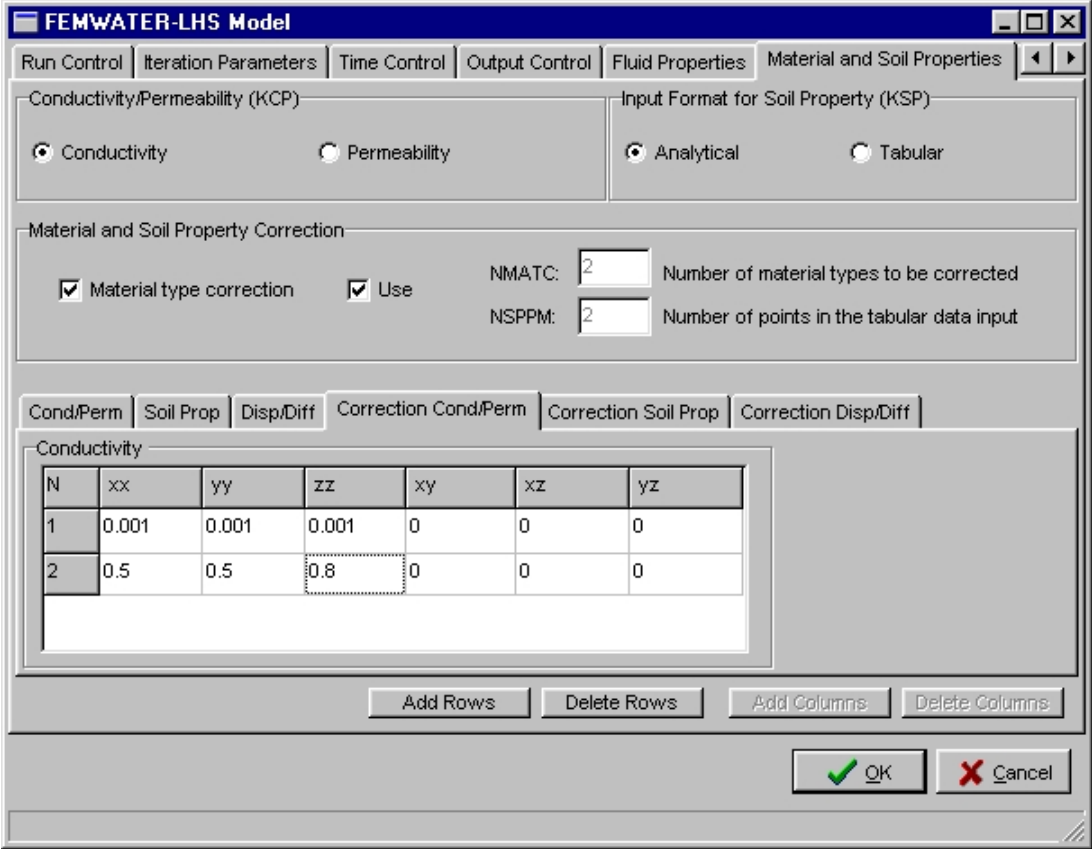 FEMWATER-LHS Model
Run Control Iteration Parameters Time Control Output Control Fluid Properties Material and Soil Properties
Conductivity/Permeability (KCP) Input Format for Soil Property (KSP)
Conductivity Permeability Analytical Tabular
Material and Soil Property Correction
Material type correction Use
NMATC: 2 Number of material types to be corrected
NSPPM: 2 Number of points in the tabular data input
Cond/Perm Soil Prop Disp/Diff Correction Cond/Perm Correction Soil Prop Correction Disp/Diff
Conductivity
N xx yy zz xy xz yz
1 0.001 0.001 0.001 0 0 0
2 0.5 0.5 0.8 0 0 0
Add Rows Delete Rows Add Columns Delete Columns
OK Cancel